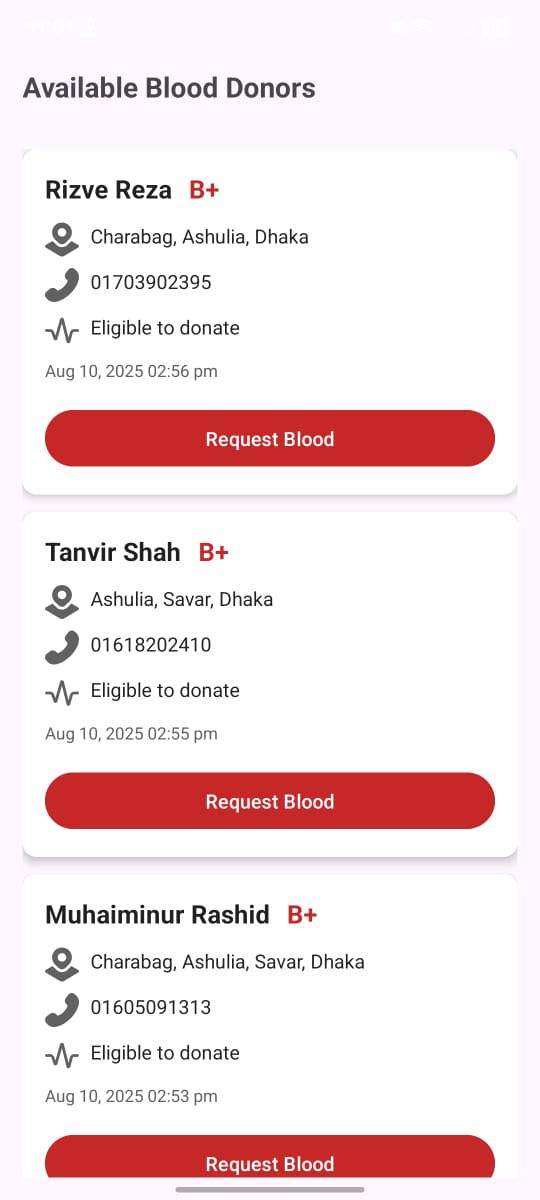 11:01
Available Blood Donors
Rizve Reza B+
Charabag, Ashulia, Dhaka
01703902395
Eligible to donate
Aug 10, 2025 02:56 pm
Request Blood
Tanvir Shah B+
Ashulia, Savar, Dhaka
01618202410
Eligible to donate
Aug 10, 2025 02:55 pm
Request Blood
Muhaiminur Rashid B+
Charabag, Ashulia, Savar, Dhaka
01605091313
Eligible to donate
Aug 10, 2025 02:53 pm
Request Blood